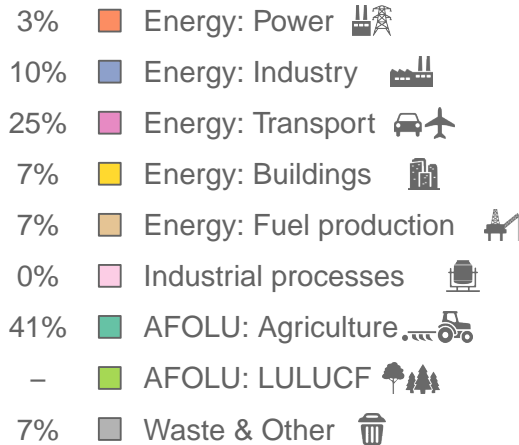 3% Energy: Power
10% Energy: Industry
25% Energy: Transport
7% Energy: Buildings
7% Energy: Fuel production
0% Industrial processes
41% AFOLU: Agriculture
– AFOLU: LULUCF
7% Waste & Other